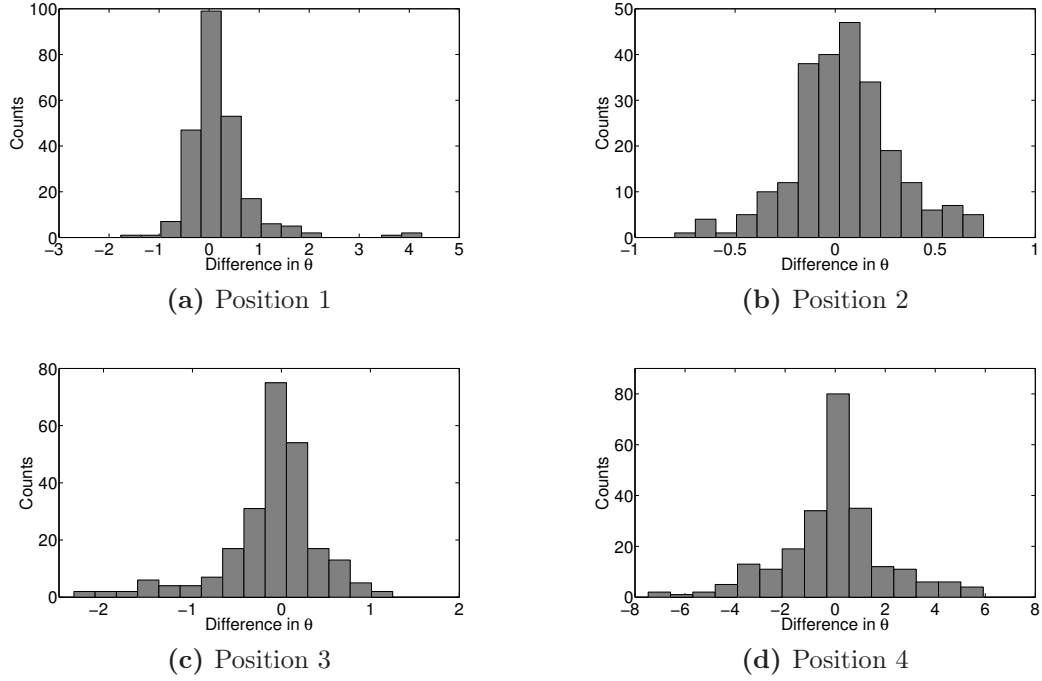 100
80
60
40
20
0
Counts
−3 −2 −1 0 1 2 3 4 5
Difference in θ
(a) Position 1
50
40
30
20
10
0
Counts
−1 −0.5 0 0.5 1
Difference in θ
(b) Position 2
80
60
40
20
0
Counts
−2 −1 0 1 2
Difference in θ
(c) Position 3
80
60
40
20
0
Counts
−8 −6 −4 −2 0 2 4 6 8
Difference in θ
(d) Position 4